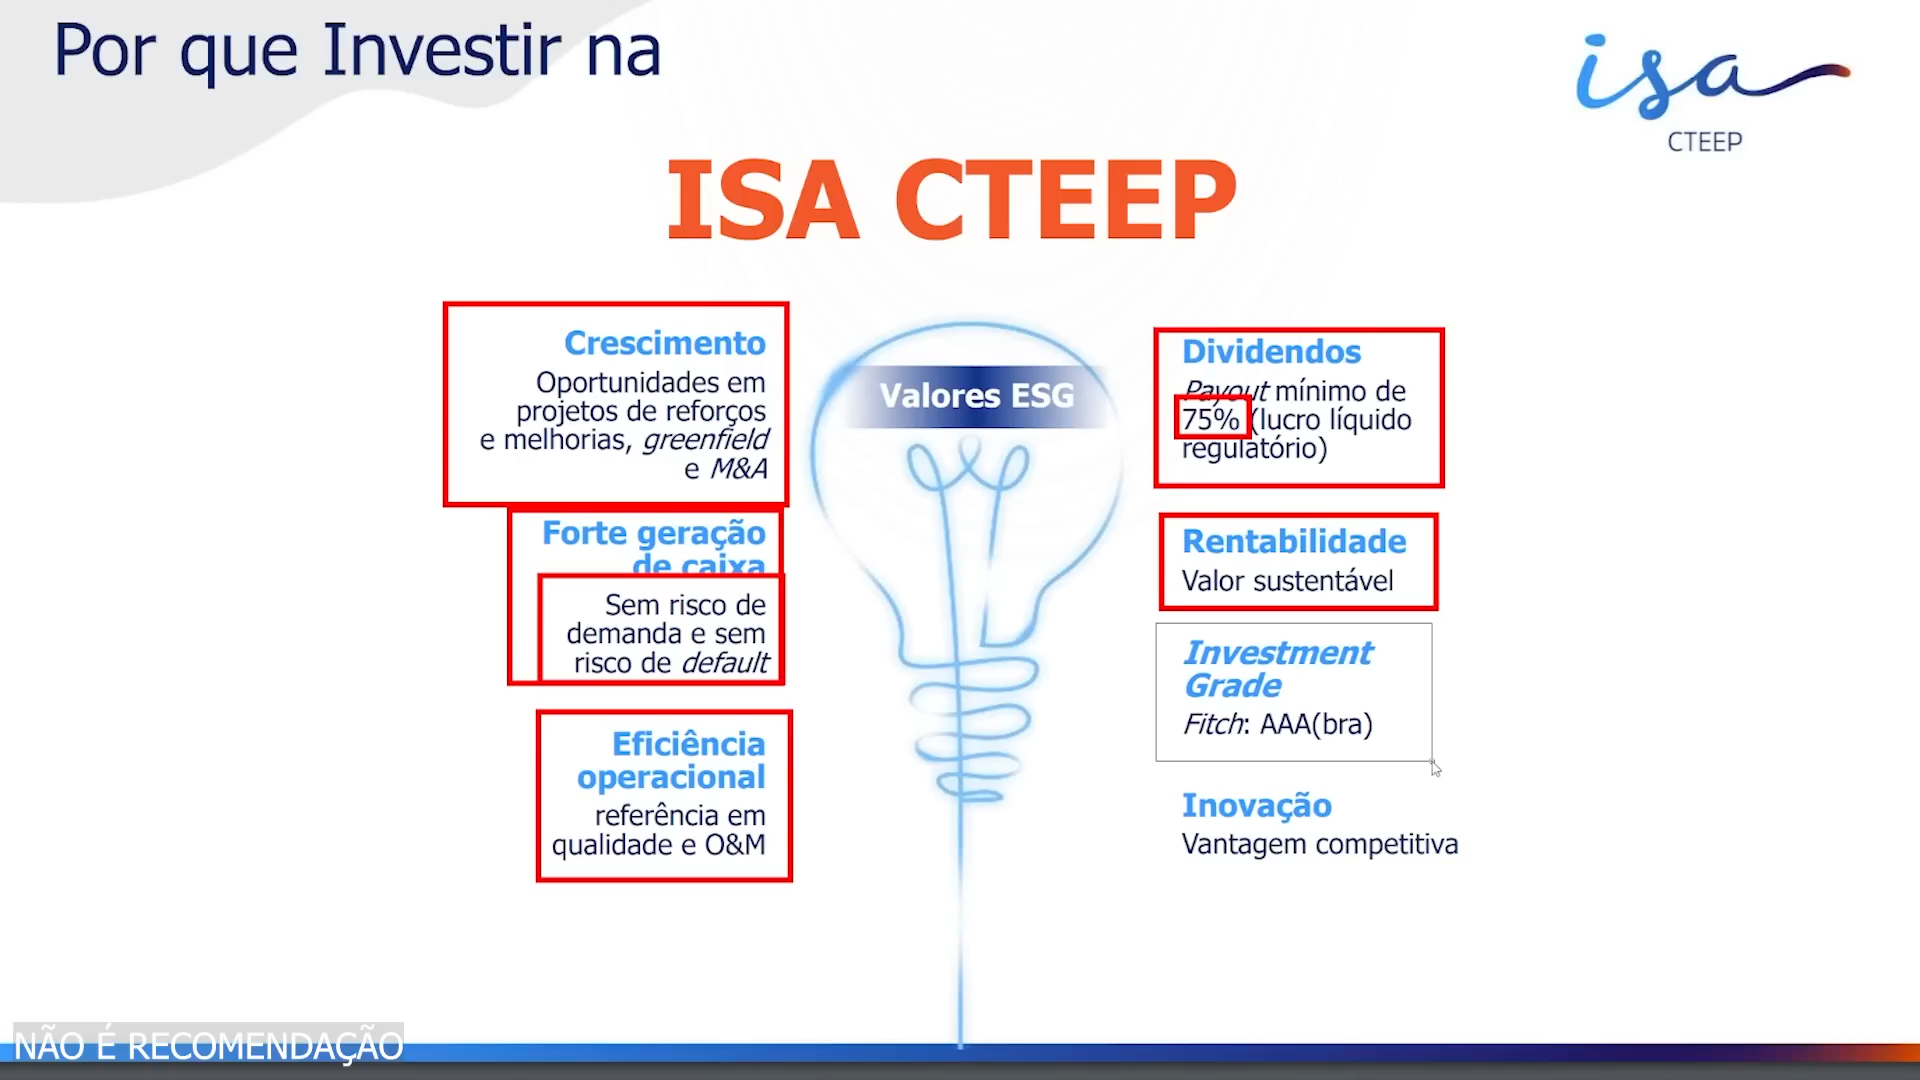 Por que Investir na
isa
CTEEP
ISA CTEEP
Crescimento
Oportunidades em
projetos de reforços
e melhorias, greenfield
e M&A
Forte geração
de caixa
Sem risco de
demanda e sem
risco de default
Eficiência
operacional
referência em
qualidade e O&M
Valores ESG
Dividendos
Payout mínimo de
75% (lucro líquido
regulatório)
Rentabilidade
Valor sustentável
Investment
Grade
Fitch: AAA(bra)
Inovação
Vantagem competitiva
NÃO É RECOMENDAÇÃO